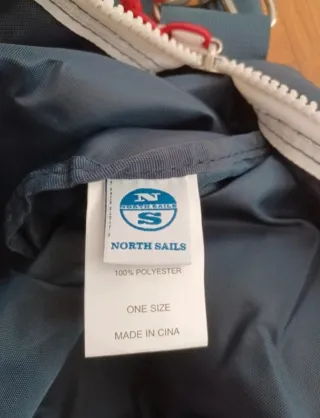 N
NORTH SAILS
S
NORTH SAILS
100% POLYESTER
ONE SIZE
MADE IN CINA